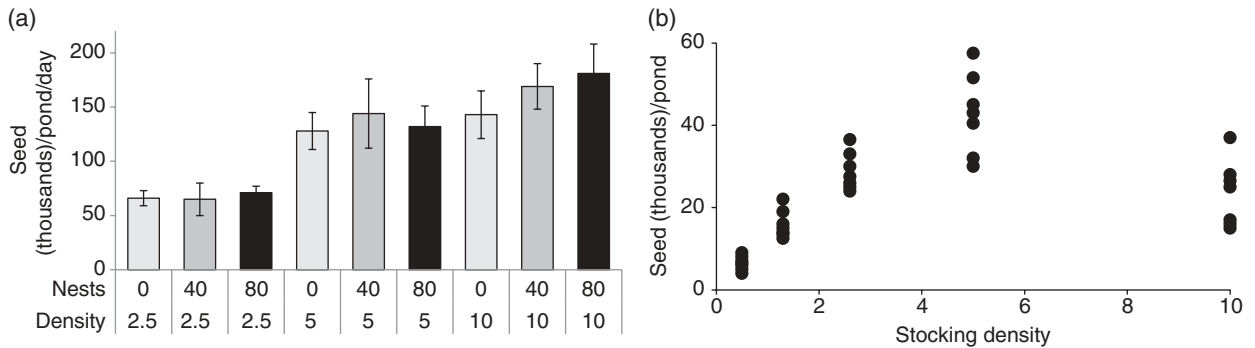 (a)
Seed
(thousands)/pond/day
200
150
100
50
0
Nests 0 40 80 0 40 80 0 40 80
Density 2.5 2.5 2.5 5 5 5 10 10 10
(b)
Seed (thousands)/pond
60
40
20
0
0 2 4 6 8 10
Stocking density